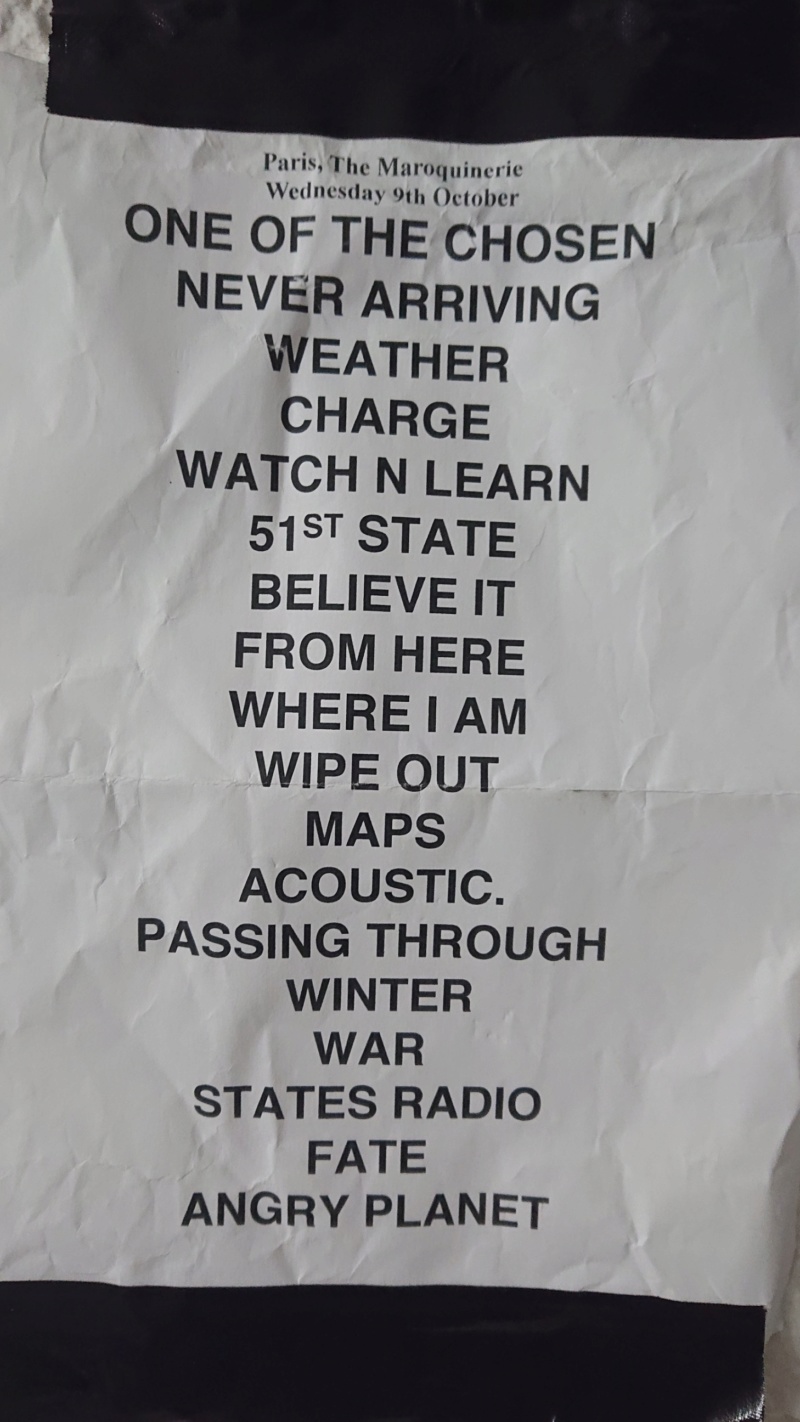 Paris, The Maroquinerie
Wednesday 9th October
ONE OF THE CHOSEN
NEVER ARRIVING
WEATHER
CHARGE
WATCH N LEARN
51ST STATE
BELIEVE IT
FROM HERE
WHERE I AM
WIPE OUT
MAPS
ACOUSTIC.
PASSING THROUGH
WINTER
WAR
STATES RADIO
FATE
ANGRY PLANET